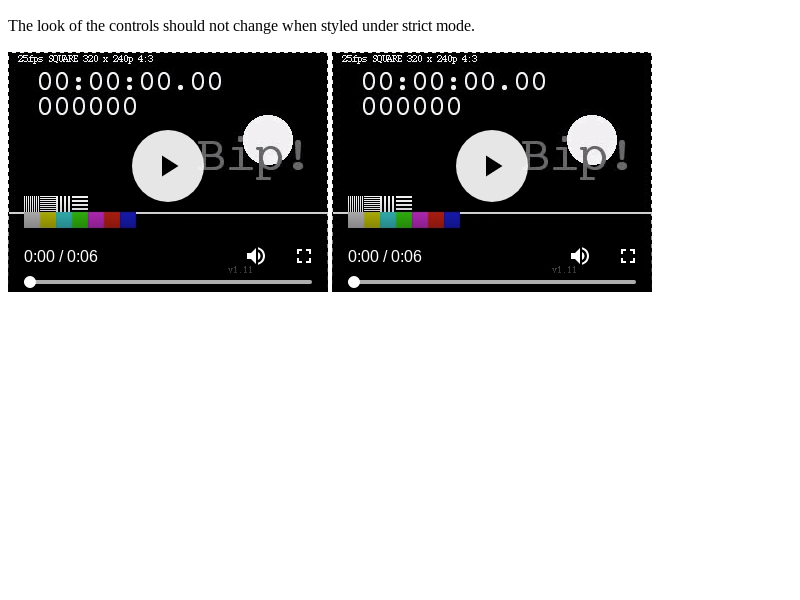 The look of the controls should not change when styled under strict mode.
25fps SQUARE 320 x 240p 4:3
00:00:00.00
000000
Bip!
0:00 / 0:06
v1.11
25fps SQUARE 320 x 240p 4:3
00:00:00.00
000000
Bip!
0:00 / 0:06
v1.11